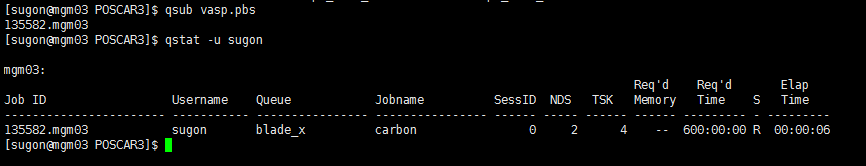 [sugon@mgm03 POSCAR3]$ qsub vasp.pbs
135582.mgm03
[sugon@mgm03 POSCAR3]$ qstat -u sugon
mgm03:
Req'd Req'd Elap
Job ID Username Queue Jobname SessID NDS TSK Memory Time S Time
------------------------- ------------ ---------------- ---------------- ------ ----- ------ ------ --------- - ---------
135582.mgm03 sugon blade_x carbon 0 2 4 -- 600:00:00 R 00:00:06
[sugon@mgm03 POSCAR3]$